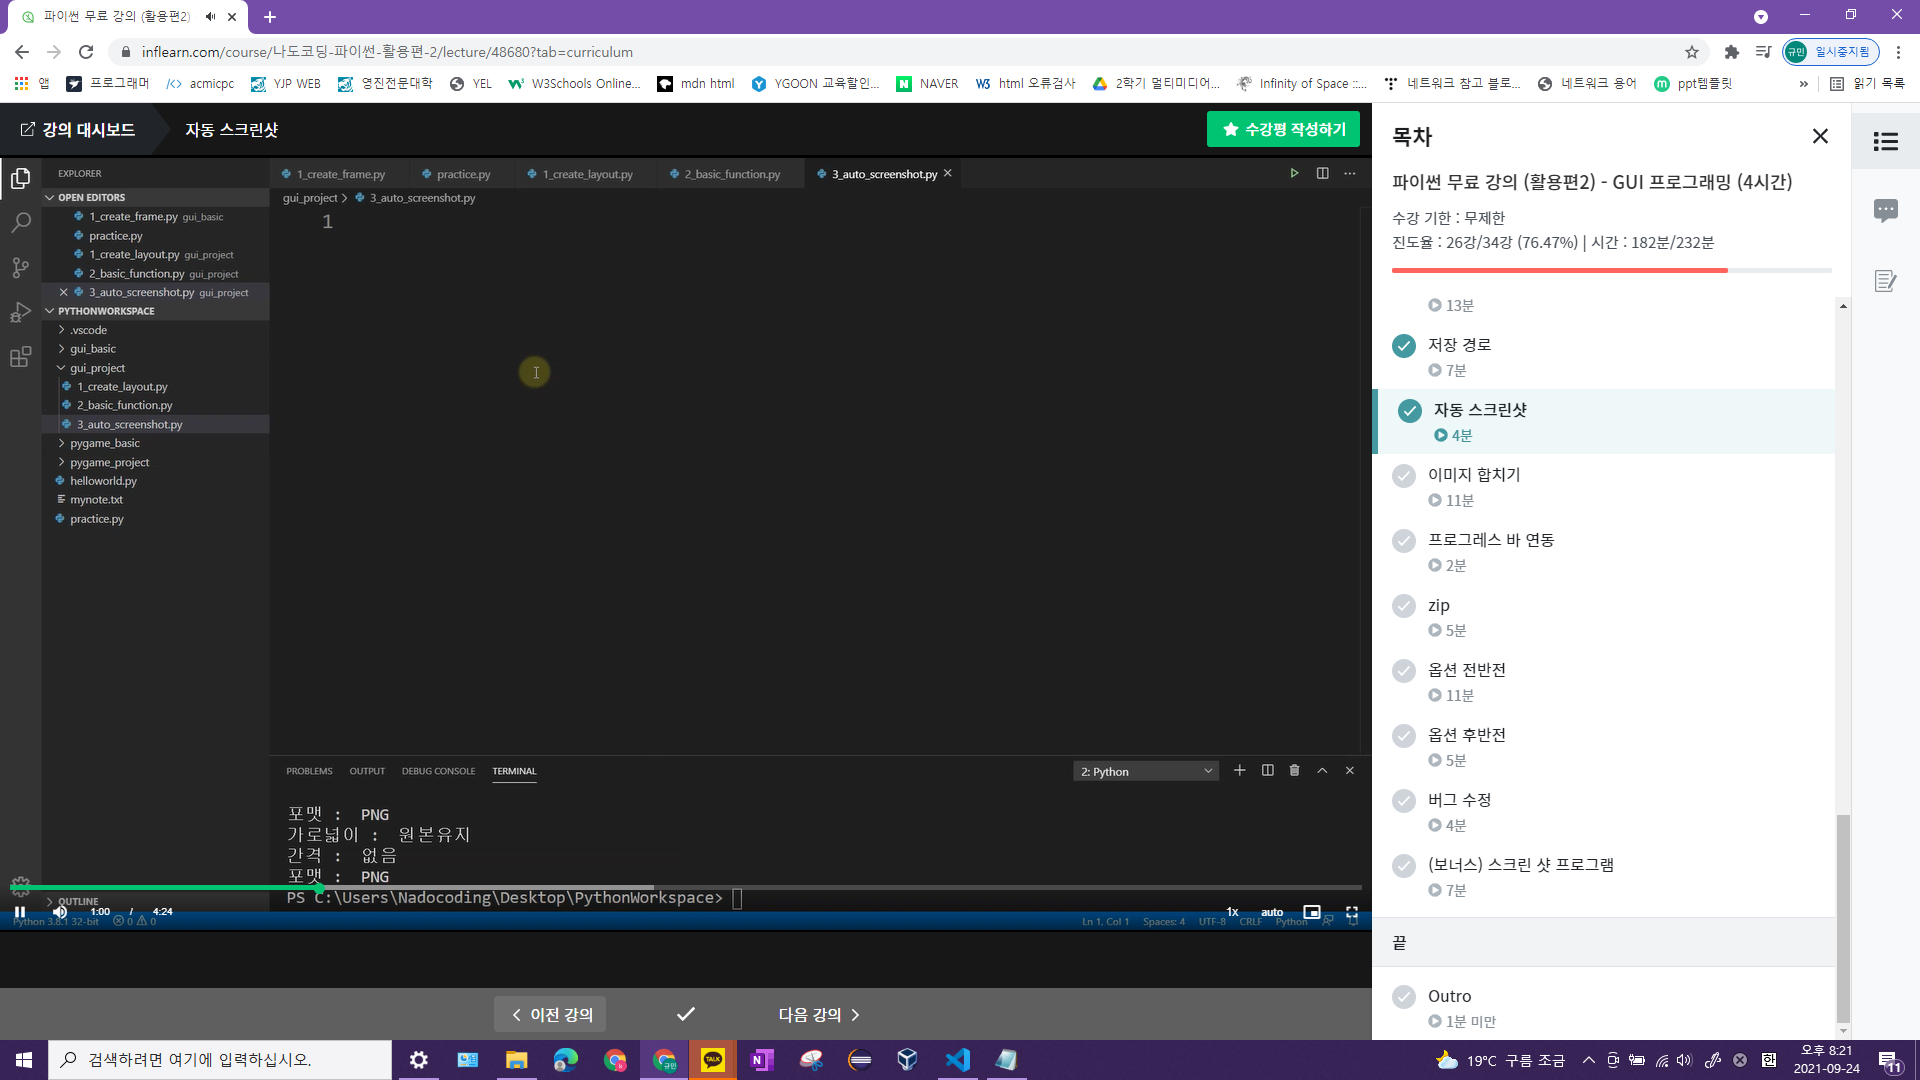 파이썬 무료 강의 (활용편2)
inflearn.com/course/나도코딩-파이썬-활용편-2/lecture/48680?tab=curriculum
규민 일시중지됨
앱 프로그래머 acmicpc YJP WEB 영진전문대학 YEL W3Schools Online... mdn html YGOON 교육할인... NAVER html 오류검사 2학기 멀티미디어... Infinity of Space ::... 네트워크 참고 블로... 네트워크 용어 ppt템플릿 » 읽기 목록
강의 대시보드 자동 스크린샷 수강평 작성하기
EXPLORER
OPEN EDITORS
1_create_frame.py gui_basic
practice.py
1_create_layout.py gui_project
2_basic_function.py gui_project
3_auto_screenshot.py gui_project
PYTHONWORKSPACE
.vscode
gui_basic
gui_project
1_create_layout.py
2_basic_function.py
3_auto_screenshot.py
pygame_basic
pygame_project
helloworld.py
mynote.txt
practice.py
OUTLINE
1_create_frame.py practice.py 1_create_layout.py 2_basic_function.py 3_auto_screenshot.py
gui_project > 3_auto_screenshot.py
1
PROBLEMS OUTPUT DEBUG CONSOLE TERMINAL 2: Python
포맷 : PNG
가로넓이 : 원본유지
간격 : 없음
포맷 : PNG
PS C:\Users\Nadocoding\Desktop\PythonWorkspace>
1:00 / 4:24 1x auto
Python 3.8.1 32-bit 0 0 Ln 1, Col 1 Spaces: 4 UTF-8 CRLF Python
이전 강의 다음 강의
목차
파이썬 무료 강의 (활용편2) - GUI 프로그래밍 (4시간)
수강 기한 : 무제한
진도율 : 26강/34강 (76.47%) | 시간 : 182분/232분
13분
저장 경로
7분
자동 스크린샷
4분
이미지 합치기
11분
프로그레스 바 연동
2분
zip
5분
옵션 전반전
11분
옵션 후반전
5분
버그 수정
4분
(보너스) 스크린 샷 프로그램
7분
끝
Outro
1분 미만
검색하려면 여기에 입력하십시오.
TALK
19°C 구름 조금
한
오후 8:21
2021-09-24
11